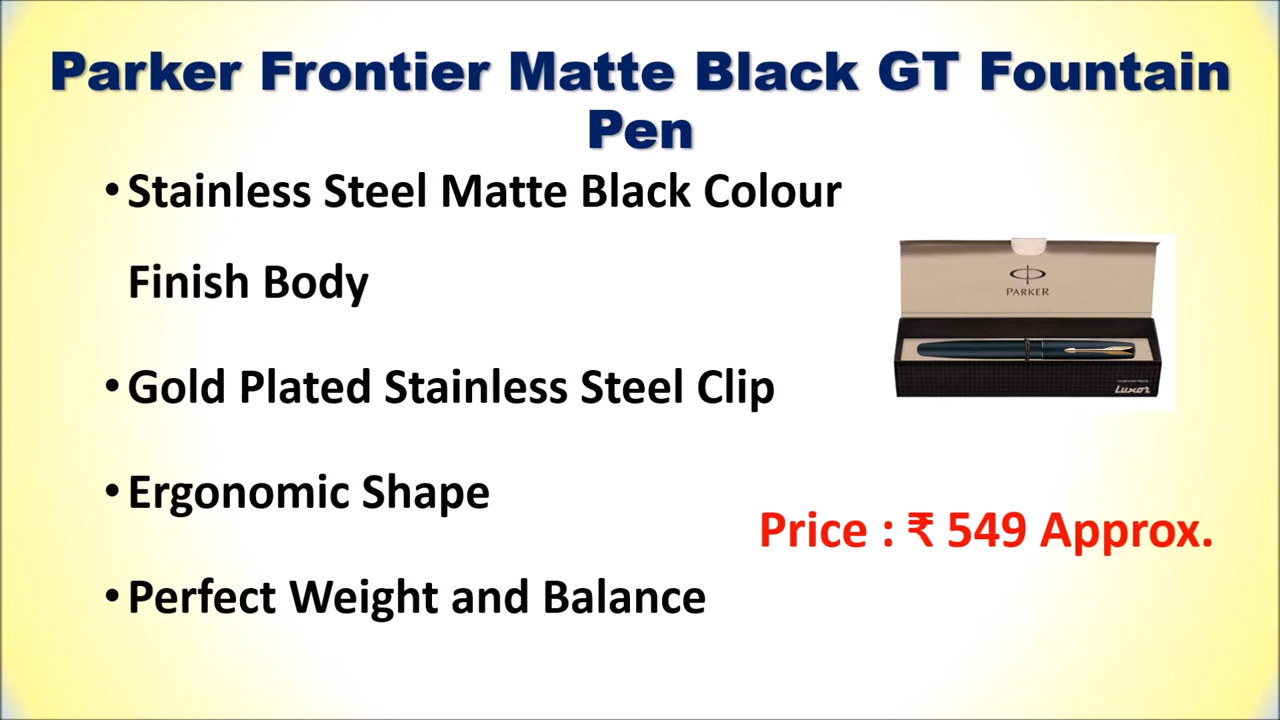 Parker Frontier Matte Black GT Fountain
Pen
• Stainless Steel Matte Black Colour
Finish Body
• Gold Plated Stainless Steel Clip
• Ergonomic Shape
• Perfect Weight and Balance
PARKER
Luxor
Price : ₹ 549 Approx.